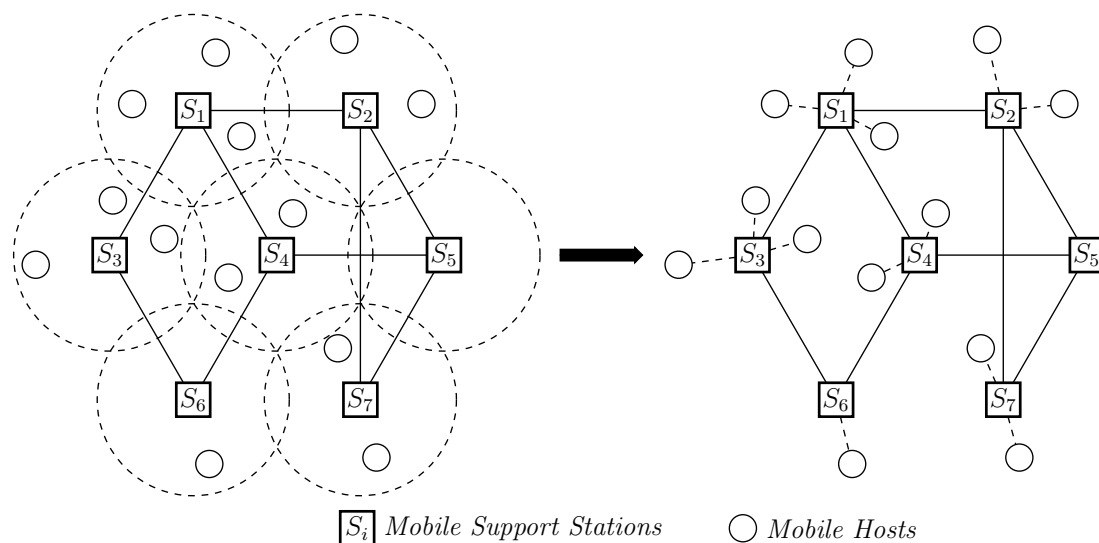 S1 S2 S1 S2
S3 S4 S5 S3 S4 S5
S6 S7 S6 S7
Si Mobile Support Stations Mobile Hosts